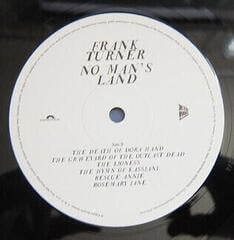 FRANK
TURNER
NO MAN'S
LAND
Side B
THE DEATH OF DORA HAND
THE GRAVEYARD OF THE OUTCAST DEAD
THE LIONESS
THE HYMN OF KASSIANI
RESCUE ANNIE
ROSEMARY LANE